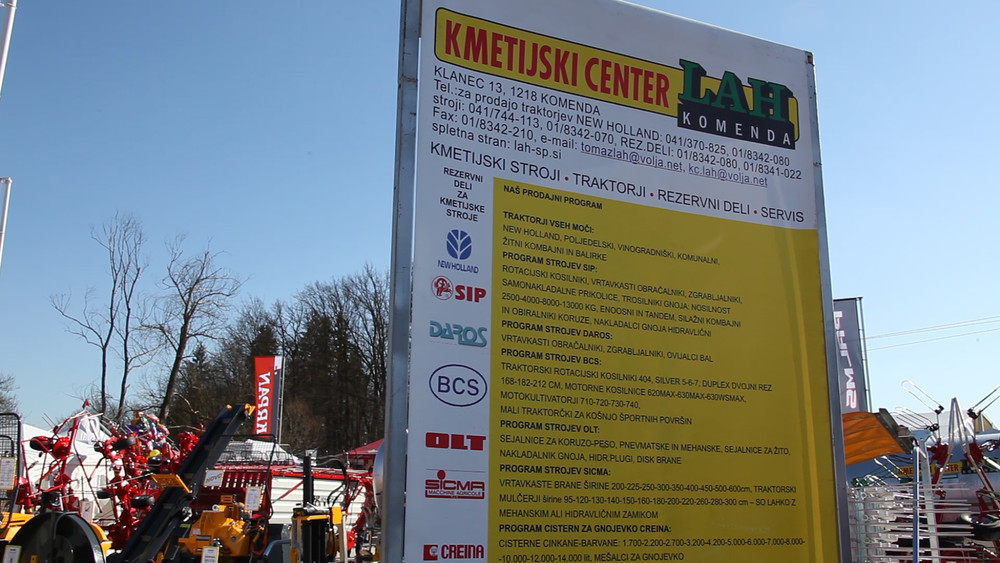 KMETIJSKI CENTER LAH
KOMENDA
KLANEC 13, 1218 KOMENDA
Tel.:za prodajo traktorjev NEW HOLLAND: 041/370-825, 01/8342-080
stroji: 041/744-113, 01/8342-070, REZ.DELI: 01/8342-080, 01/841-022
Fax: 01/8342-210, e-mail: tomazlah@volja.net, kc.lah@volja.net
spletna stran: lah-sp.si
KMETIJSKI STROJI • TRAKTORJI • REZERVNI DELI • SERVIS
REZERVNI
DELI
ZA
KMETIJSKE
STROJE
NEW HOLLAND
SIP
DAROS
BCS
OLT
SICMA
MACCHINE AGRICOLE
CREINA
NAŠ PRODAJNI PROGRAM
TRAKTORJI VSEH MOČI:
NEW HOLLAND, POLJEDELSKI, VINOGRADNIŠKI, KOMUNALNI,
ŽITNI KOMBAJNI IN BALIRKE
PROGRAM STROJEV SIP:
ROTACIJSKI KOSILNIKI, VRTAVKASTI OBRAČALNIKI, ZGRABLJALNIKI,
SAMONAKLADALNE PRIKOLICE, TROSILNIKI GNOJA: NOSILNOST
2500-4000-8000-13000 KG, ENOOSNI IN TANDEM, SILAŽNI KOMBAJNI
IN OBIRALNIKI KORUZE, NAKLADALCI GNOJA HIDRAVLIČNI
PROGRAM STROJEV DAROS:
VRTAVKASTI OBRAČALNIKI, ZGRABLJALNIKI, OVIJALCI BAL
PROGRAM STROJEV BCS:
TRAKTORSKI ROTACIJSKI KOSILNIKI 404, SILVER 5-6-7, DUPLEX DVOJNI REZ
168-182-212 CM, MOTORNE KOSILNICE 620MAX-630MAX-630WSMAX,
MOTOKULTIVATORJI 710-720-730-740,
MALI TRAKTORČKI ZA KOŠNJO ŠPORTNIH POVRŠIN
PROGRAM STROJEV OLT:
SEJALNICE ZA KORUZO-PESO, PNEVMATSKE IN MEHANSKE, SEJALNICE ZA ŽITO,
NAKLADALNIK GNOJA, HIDR.PLUGI, DISK BRANE
PROGRAM STROJEV SICMA:
VRTAVKASTE BRANE ŠIRINE 200-225-250-300-350-400-450-500-600cm, TRAKTORSKI
MULČERJI širine 95-120-130-140-150-160-180-200-220-260-280-300 cm – SO LAHKO Z
MEHANSKIM ALI HIDRAVLIČNIM ZAMIKOM
PROGRAM CISTERN ZA GNOJEVKO CREINA:
CISTERNE CINKANE-BARVANE: 1.700-2.200-2.700-3.200-4.200-5.000-6.000-7.000-8.000-
-10.000-12.000-14.000 lit, MEŠALCI ZA GNOJEVKO
KRPAN